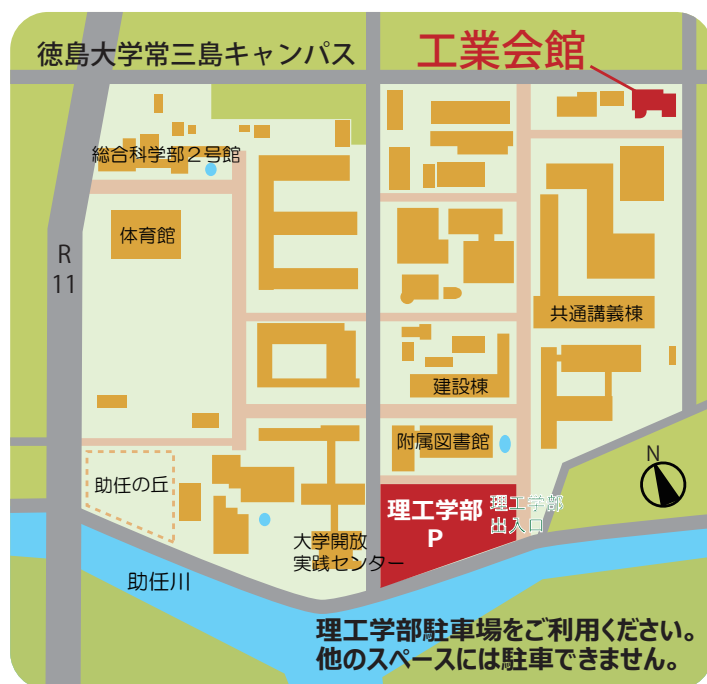 徳島大学常三島キャンパス
工業会館
総合科学部２号館
体育館
R
11
共通講義棟
建設棟
附属図書館
N
助任の丘
理工学部
P
理工学部
出入口
大学開放
実践センター
助任川
理工学部駐車場をご利用ください。
他のスペースには駐車できません。